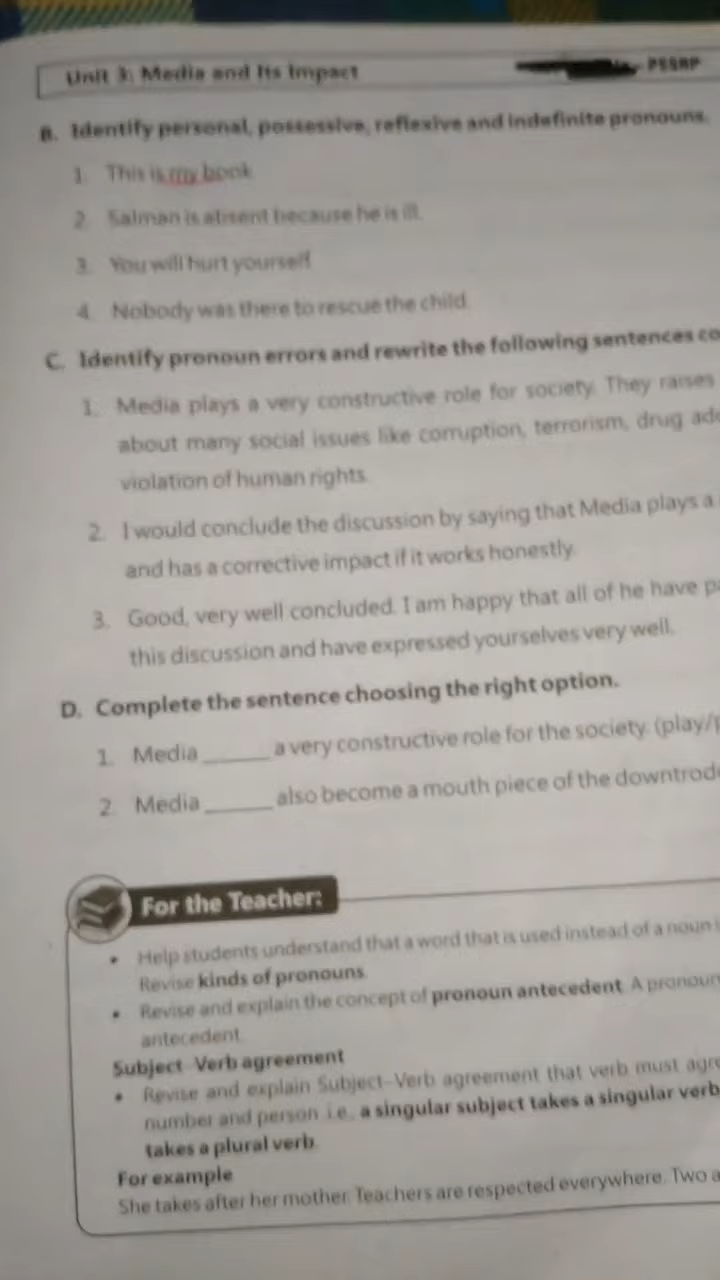 Unit 3: Media and Its Impact
PSSRP
B. Identify personal, possessive, reflexive and indefinite pronouns.
1. This is my book
2. Salman is absent because he is ill.
3. You will hurt yourself
4. Nobody was there to rescue the child.
C. Identify pronoun errors and rewrite the following sentences co
1. Media plays a very constructive role for society. They raises
about many social issues like corruption, terrorism, drug add
violation of human rights.
2. I would conclude the discussion by saying that Media plays a
and has a corrective impact if it works honestly.
3. Good, very well concluded. I am happy that all of he have pa
this discussion and have expressed yourselves very well.
D. Complete the sentence choosing the right option.
1. Media ______ a very constructive role for the society. (play/p
2. Media ______ also become a mouth piece of the downtrodd
For the Teacher:
• Help students understand that a word that is used instead of a noun i
Revise kinds of pronouns.
• Revise and explain the concept of pronoun antecedent. A pronoun
antecedent.
Subject-Verb agreement
• Revise and explain Subject-Verb agreement that verb must agre
number and person i.e., a singular subject takes a singular verb
takes a plural verb.
For example
She takes after her mother. Teachers are respected everywhere. Two a